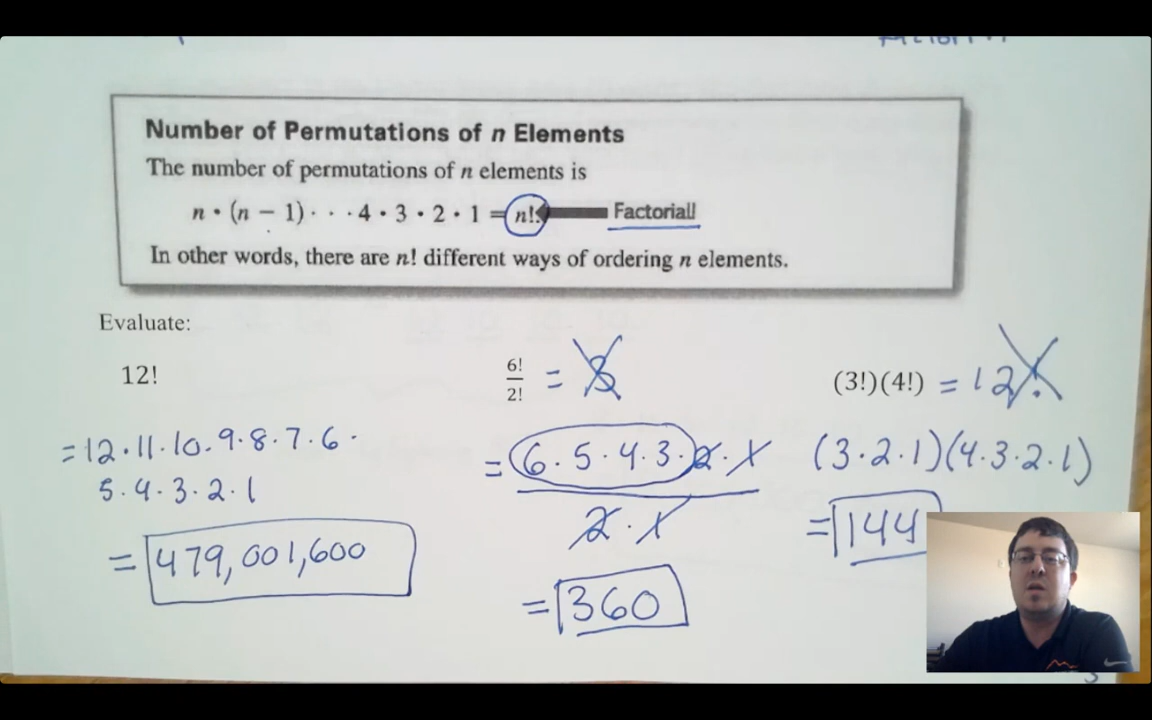 Number of Permutations of n Elements
The number of permutations of n elements is
n · (n − 1) · · · 4 · 3 · 2 · 1 = n! Factorial!
In other words, there are n! different ways of ordering n elements.
Evaluate:
12!
= 12 · 11 · 10 · 9 · 8 · 7 · 6 ·
5 · 4 · 3 · 2 · 1
= 479,001,600
6!/2! = 3
= 6 · 5 · 4 · 3 · 2 · 1
2 · 1
= 360
(3!)(4!) = 12!
(3 · 2 · 1)(4 · 3 · 2 · 1)
= 144